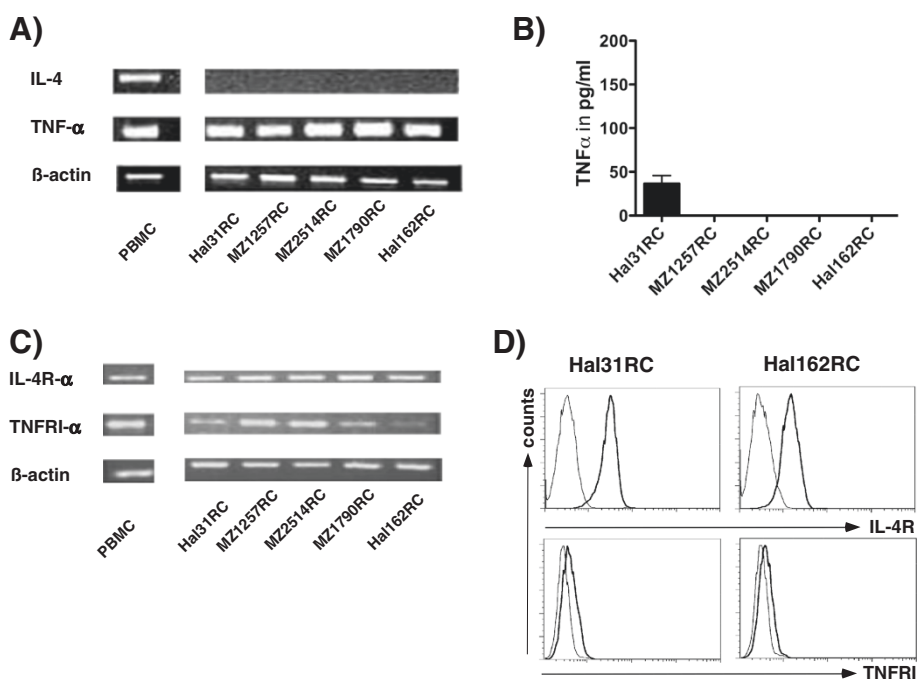 A)
IL-4
TNF-α
ß-actin
PBMC
Hal31RC
MZ1257RC
MZ2514RC
MZ1790RC
Hal162RC
B)
TNFα in pg/ml
200
150
100
50
0
Hal31RC
MZ1257RC
MZ2514RC
MZ1790RC
Hal162RC
C)
IL-4R-α
TNFRI-α
ß-actin
PBMC
Hal31RC
MZ1257RC
MZ2514RC
MZ1790RC
Hal162RC
D)
Hal31RC
Hal162RC
counts
IL-4R
TNFRI